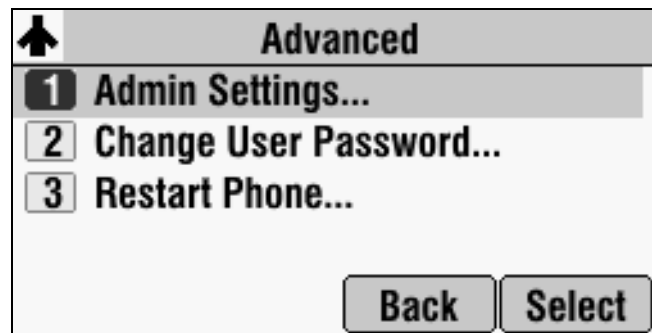 Advanced
1 Admin Settings...
2 Change User Password...
3 Restart Phone...
Back Select